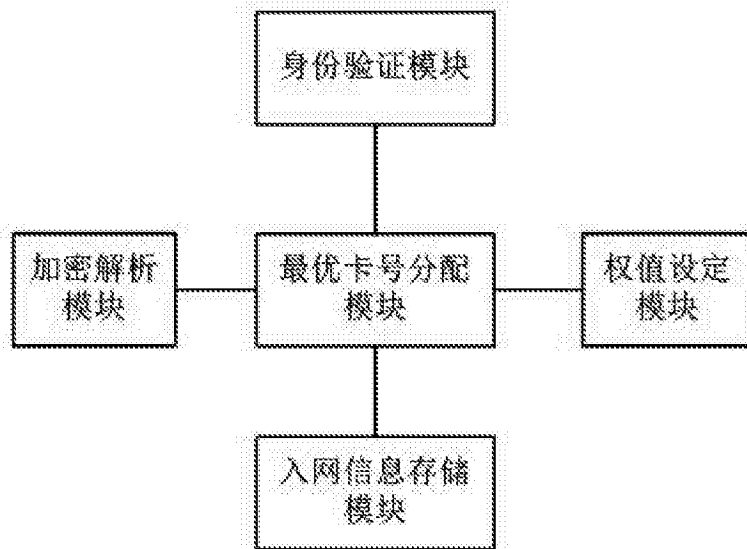 身份验证模块
加密解析
模块
最优卡号分配
模块
权值设定
模块
入网信息存储
模块